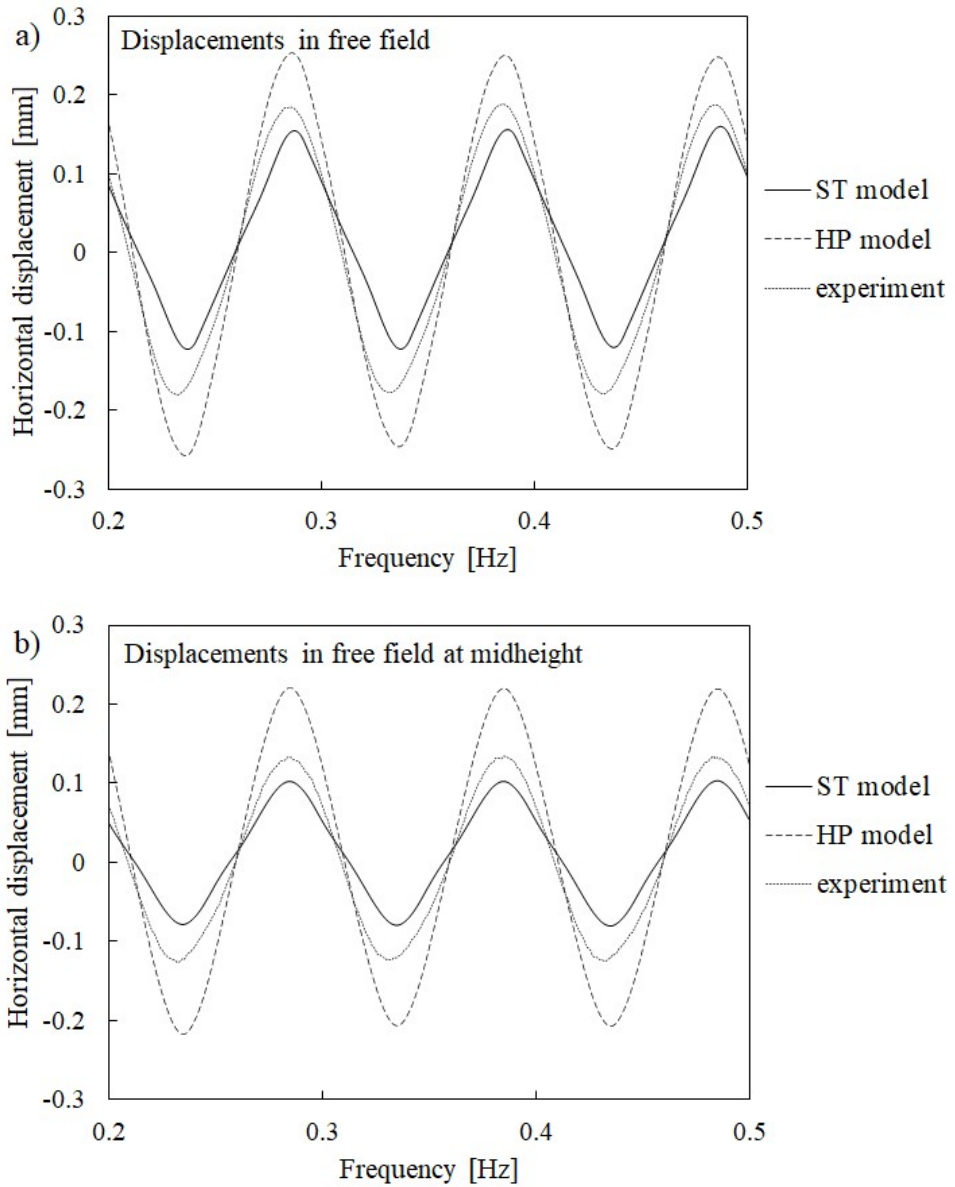 a)
Displacements in free field
Horizontal displacement [mm]
0.3
0.2
0.1
0
-0.1
-0.2
-0.3
0.2
0.3
0.4
0.5
Frequency [Hz]
ST model
HP model
experiment
b)
Displacements in free field at midheight
Horizontal displacement [mm]
0.3
0.2
0.1
0
-0.1
-0.2
-0.3
0.2
0.3
0.4
0.5
Frequency [Hz]
ST model
HP model
experiment